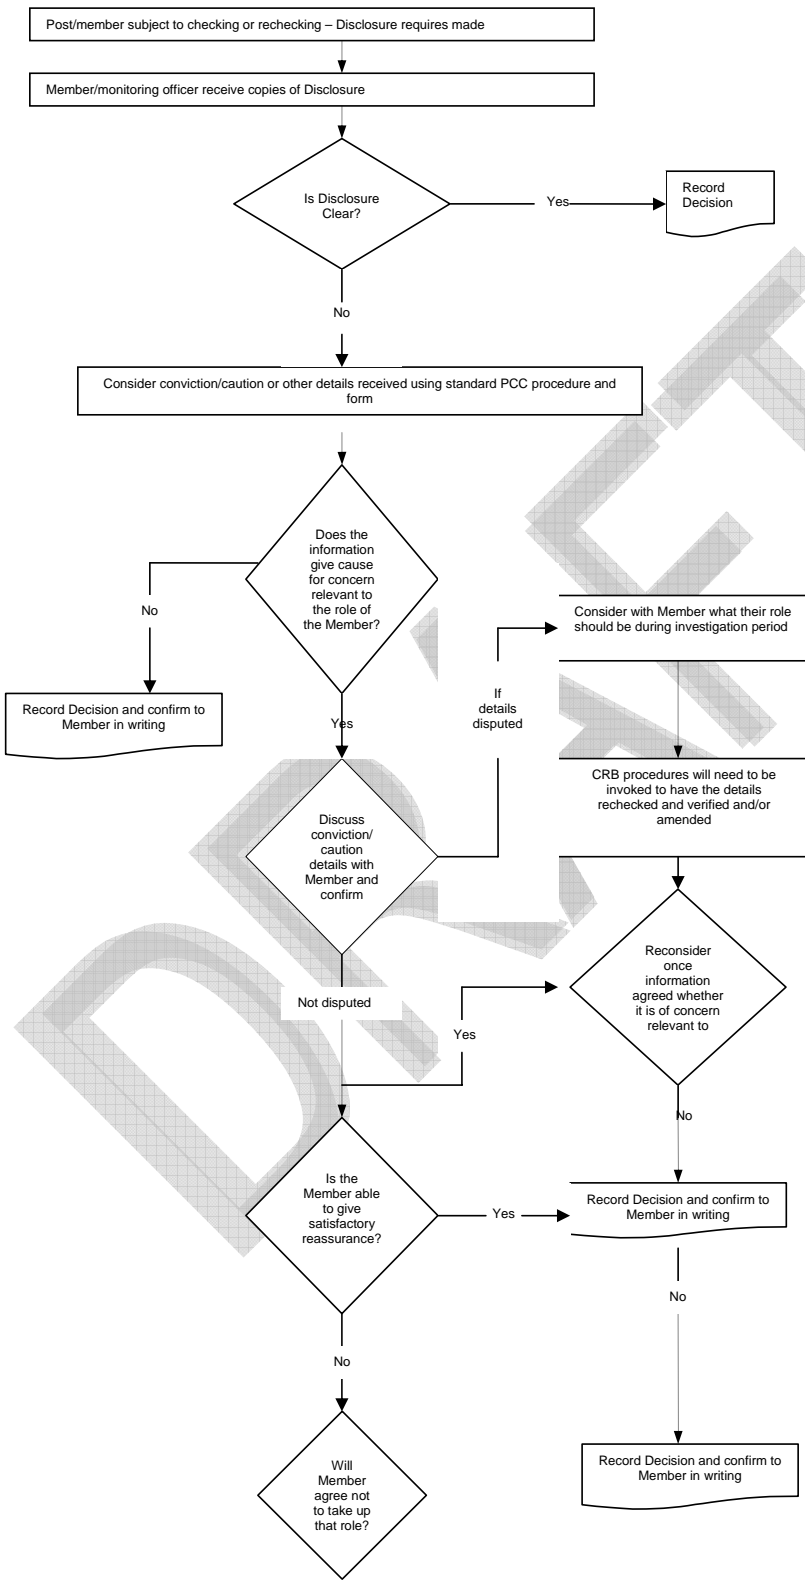 Post/member subject to checking or rechecking – Disclosure requires made
Member/monitoring officer receive copies of Disclosure
Is Disclosure
Clear?
Yes
Record
Decision
No
Consider conviction/caution or other details received using standard PCC procedure and
form
Does the
information
give cause
for concern
relevant to
the role of
the Member?
No
Record Decision and confirm to
Member in writing
Yes
Consider with Member what their role
should be during investigation period
If
details
disputed
CRB procedures will need to be
invoked to have the details
rechecked and verified and/or
amended
Discuss
conviction/
caution
details with
Member and
confirm
Reconsider
once
information
agreed whether
it is of concern
relevant to
Not disputed
Yes
No
Is the
Member able
to give
satisfactory
reassurance?
Yes
Record Decision and confirm to
Member in writing
No
No
Will
Member
agree not
to take up
that role?
Record Decision and confirm to
Member in writing
DRAFT